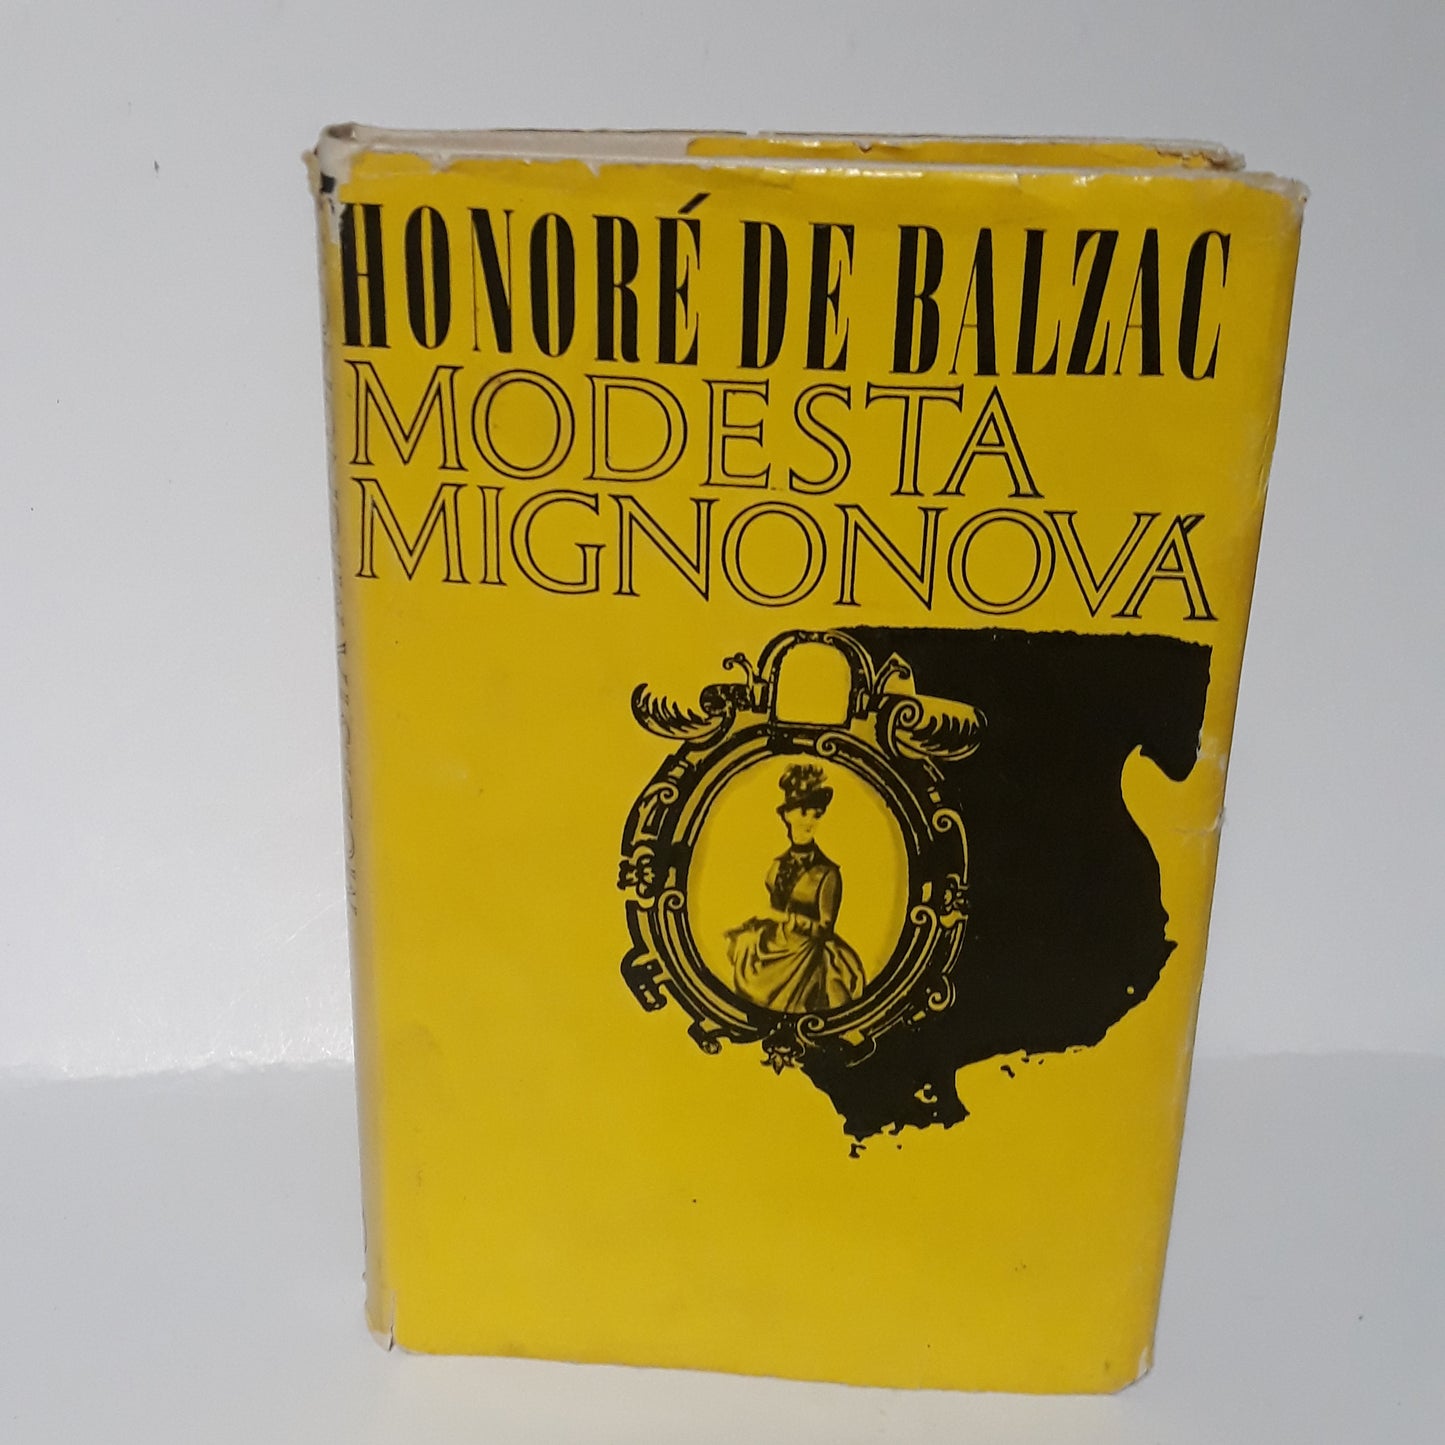 HONORÉ DE BALZAC
MODESTA
MIGNONOVÁ